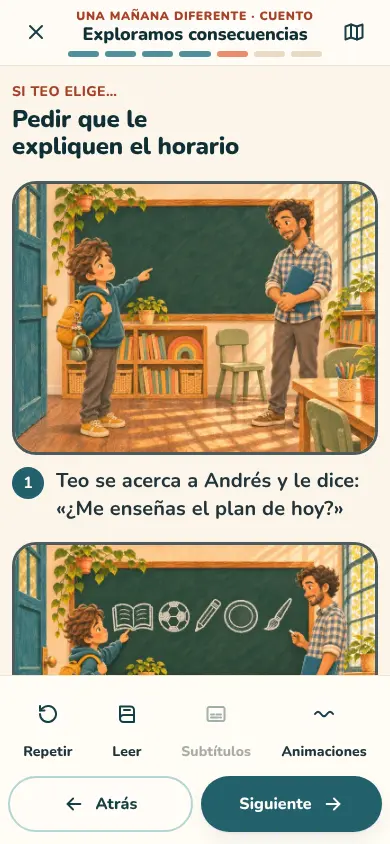 UNA MAÑANA DIFERENTE · CUENTO
Exploramos consecuencias
SI TEO ELIGE...
Pedir que le
expliquen el horario
1 Teo se acerca a Andrés y le dice:
«¿Me enseñas el plan de hoy?»
Repetir Leer Subtítulos Animaciones
Atrás Siguiente